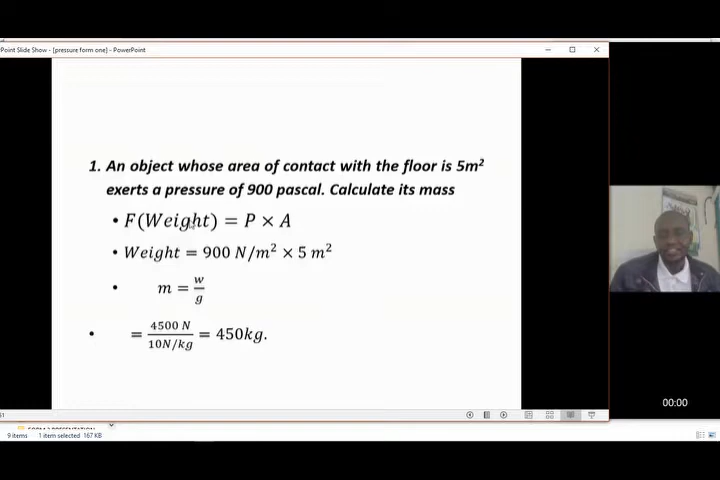 Point Slide Show - [pressure form one] - PowerPoint
1. An object whose area of contact with the floor is 5m²
exerts a pressure of 900 pascal. Calculate its mass
• F(Weight) = P × A
• Weight = 900 N/m² × 5 m²
• m = w/g
• = 4500 N/10N/kg = 450kg.
00:00
9 items 1 item selected 167 KB